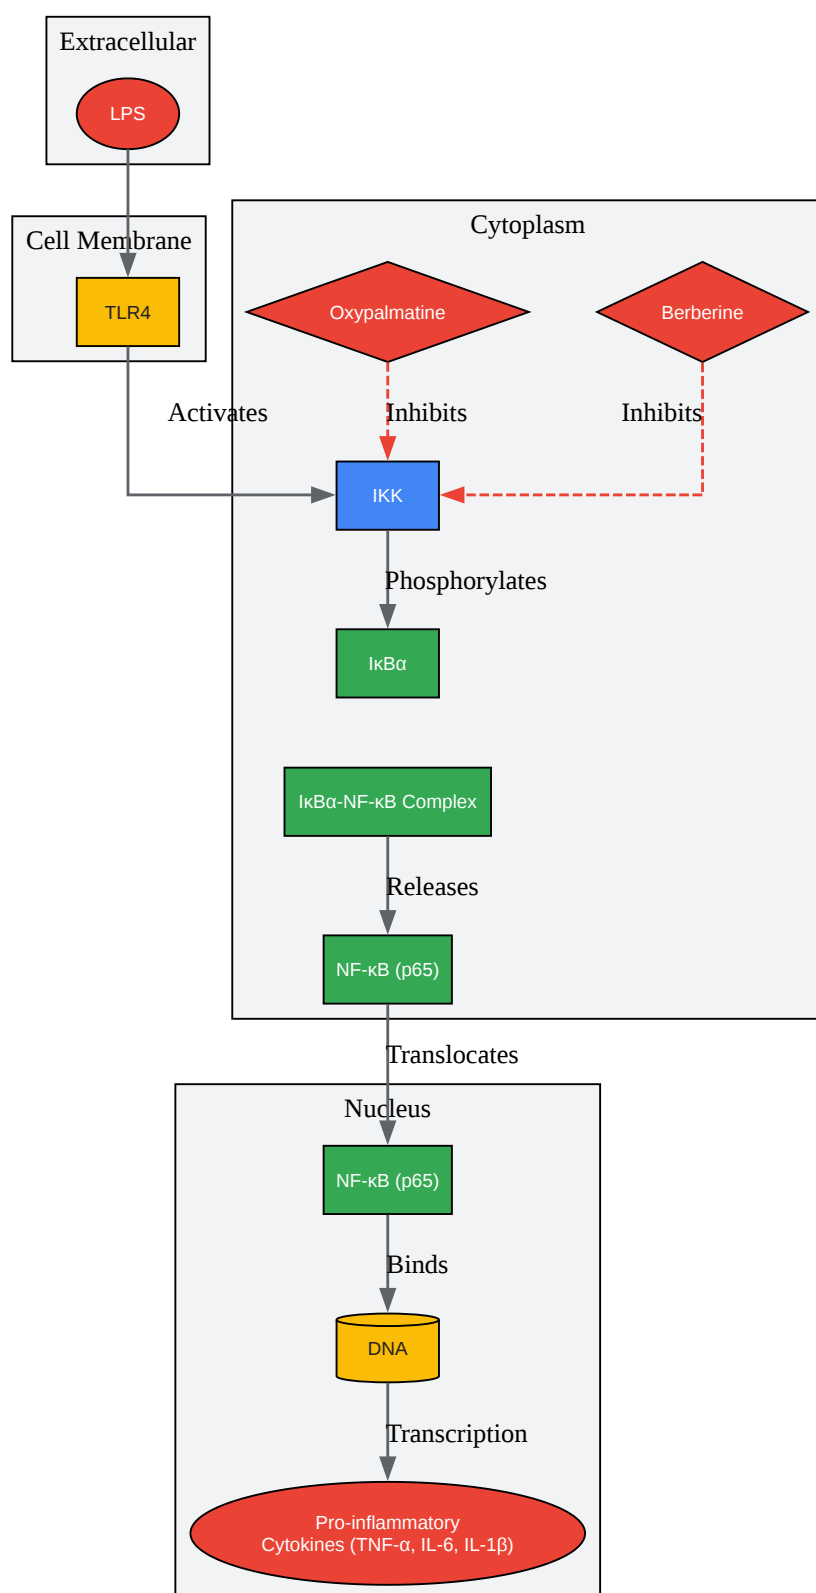 Extracellular
LPS
Cell Membrane
TLR4
Cytoplasm
Oxypalmatine
Berberine
Activates
Inhibits
Inhibits
IKK
Phosphorylates
IκBα
IκBα-NF-κB Complex
Releases
NF-κB (p65)
Translocates
Nucleus
NF-κB (p65)
Binds
DNA
Transcription
Pro-inflammatory
Cytokines (TNF-α, IL-6, IL-1β)